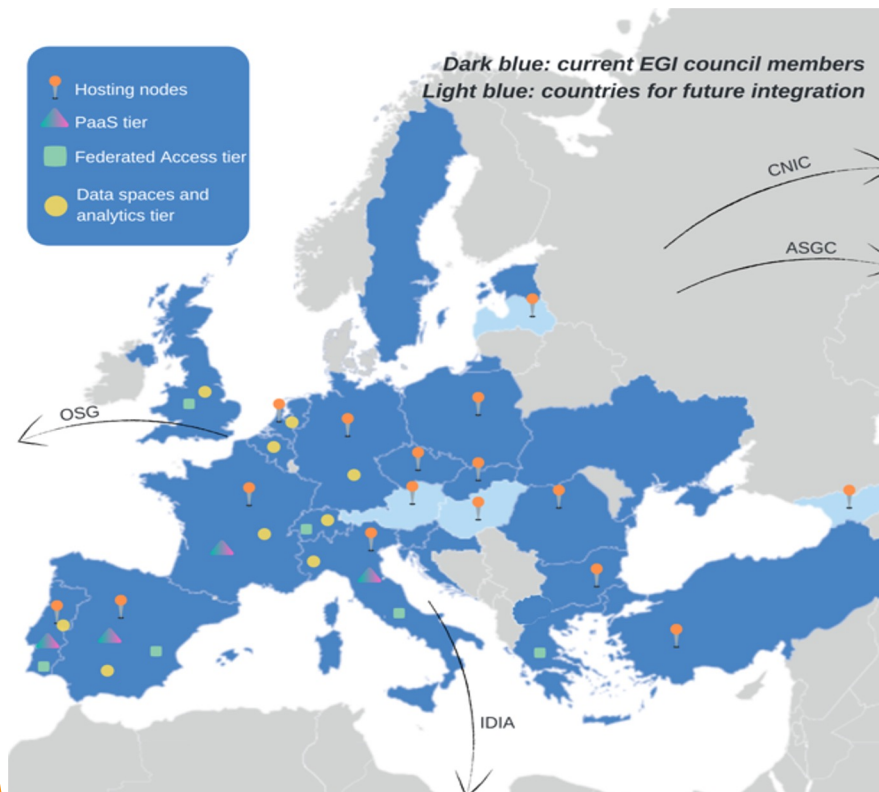 Dark blue: current EGI council members
Light blue: countries for future integration
Hosting nodes
PaaS tier
Federated Access tier
Data spaces and
analytics tier
CNIC
ASGC
OSG
IDIA